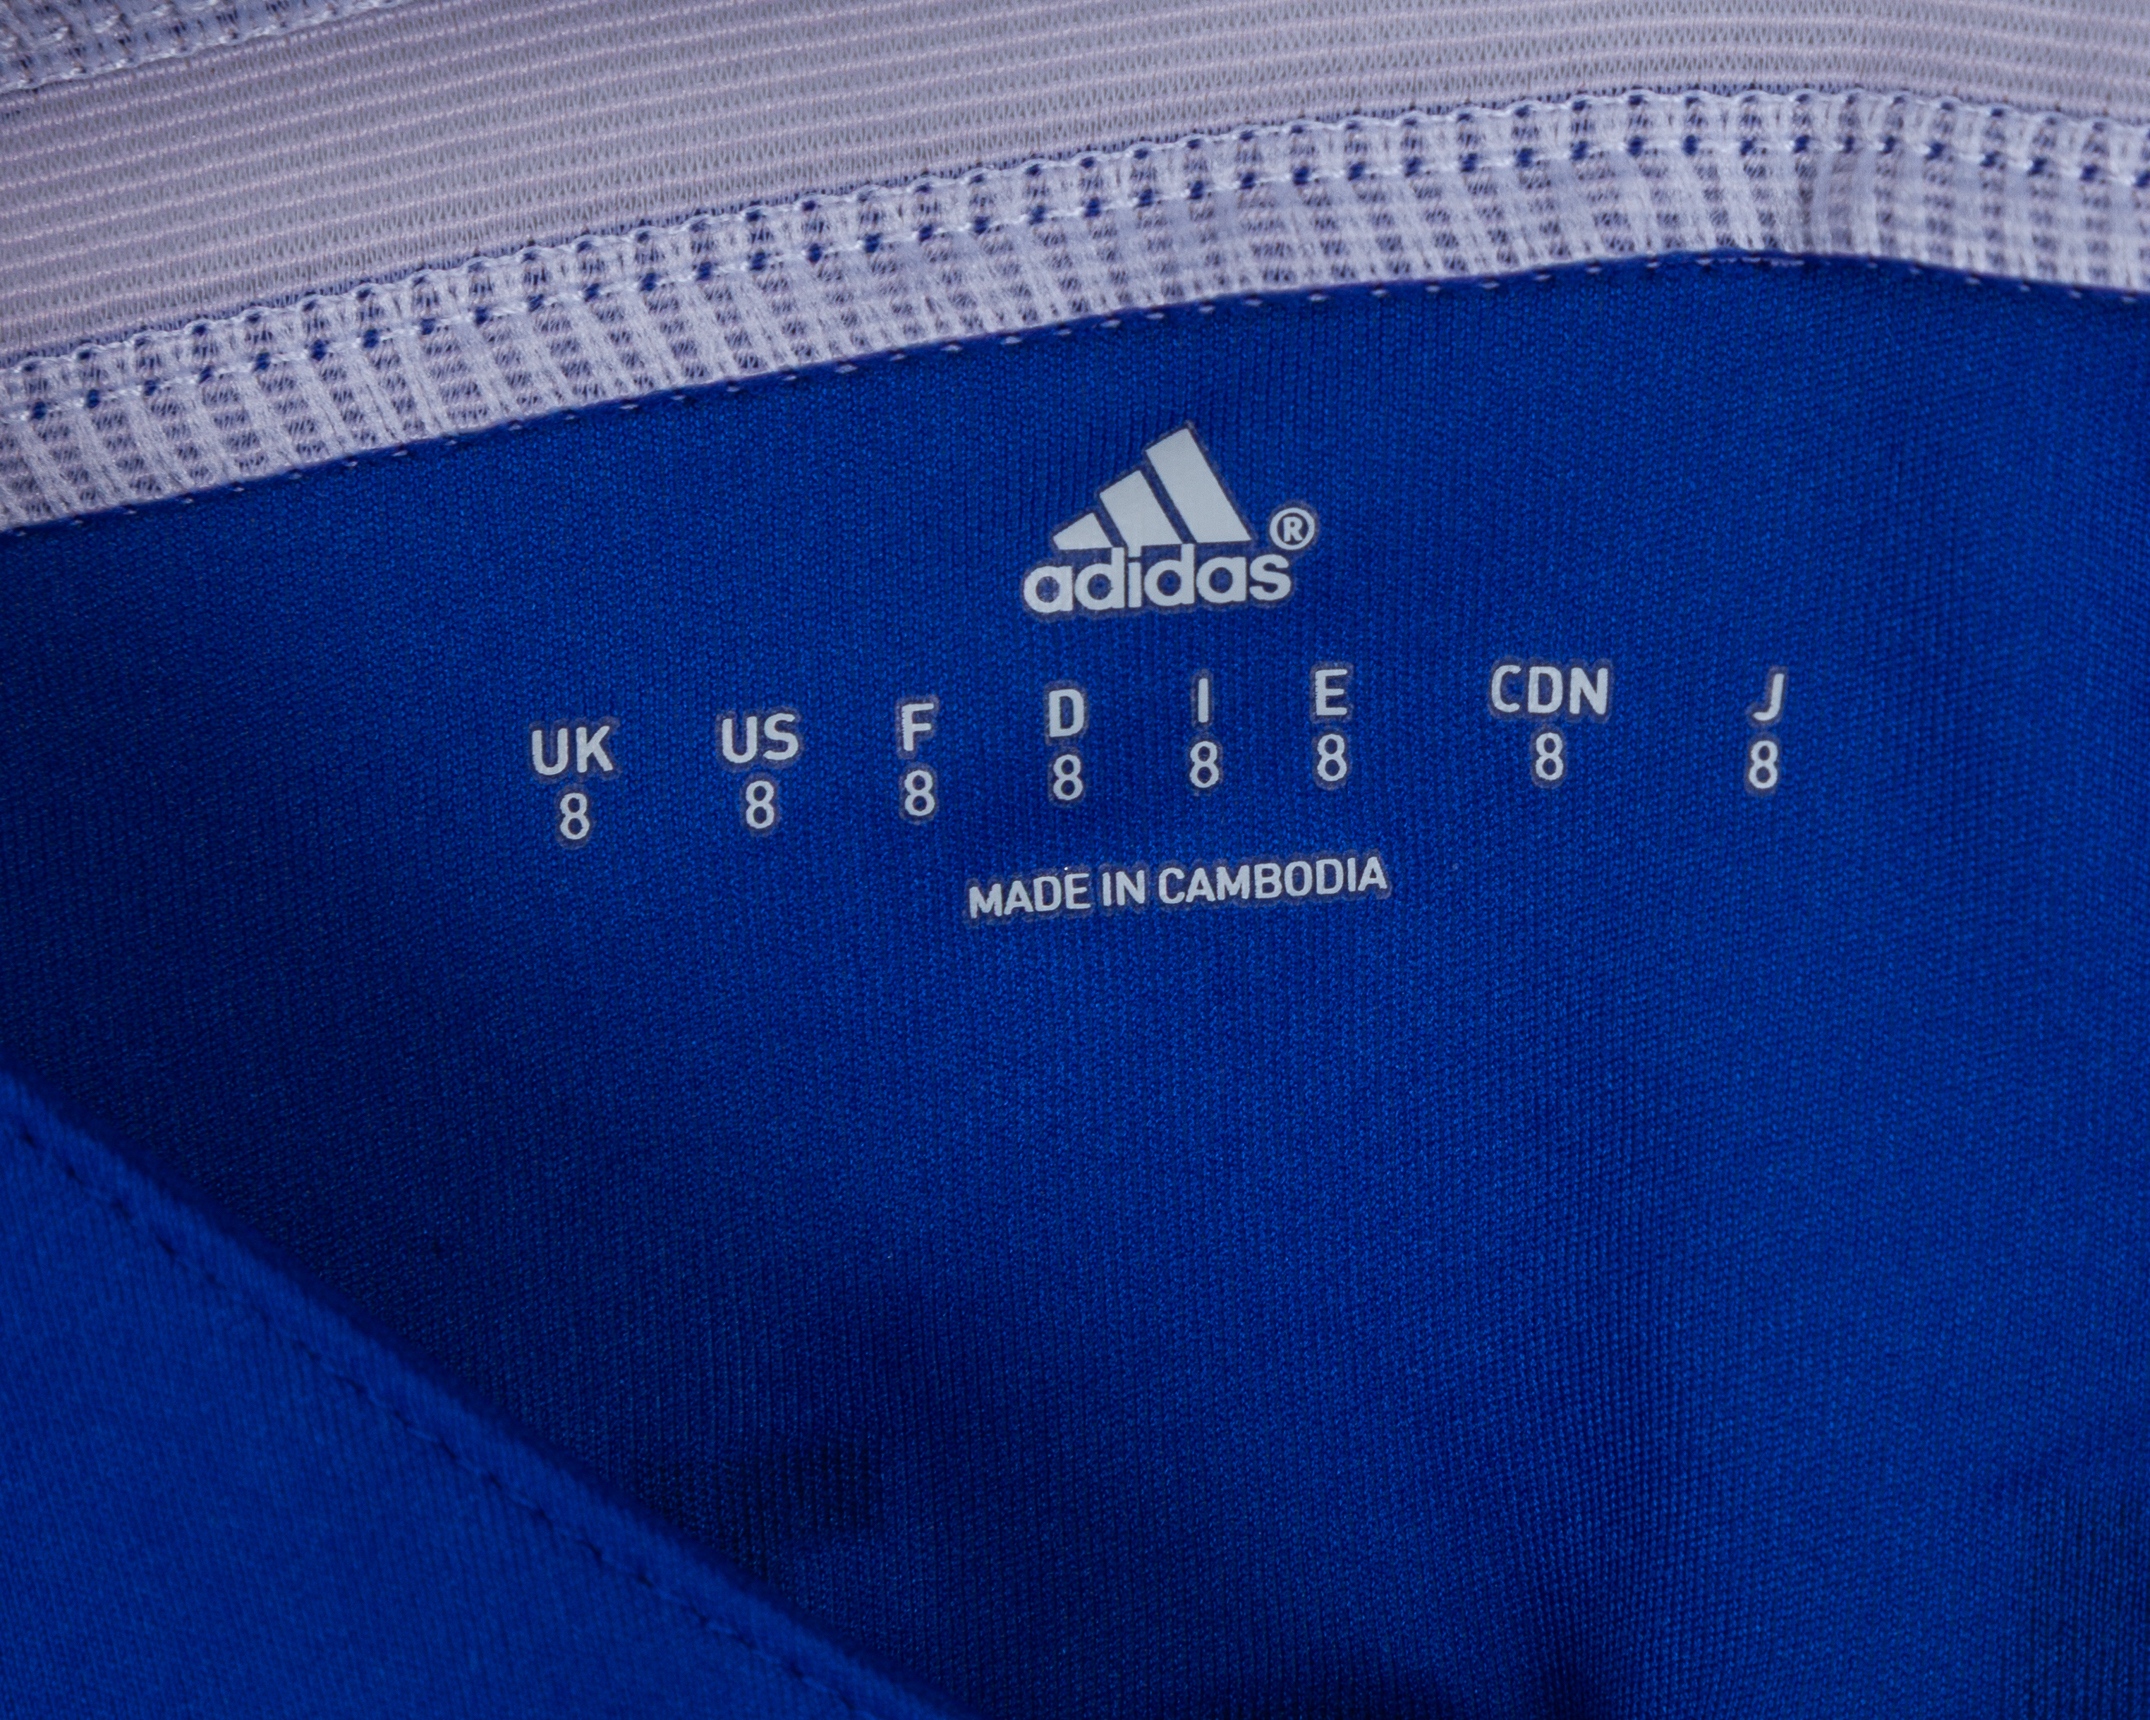 adidas®
UK US F D I E CDN J
8 8 8 8 8 8 8 8
MADE IN CAMBODIA